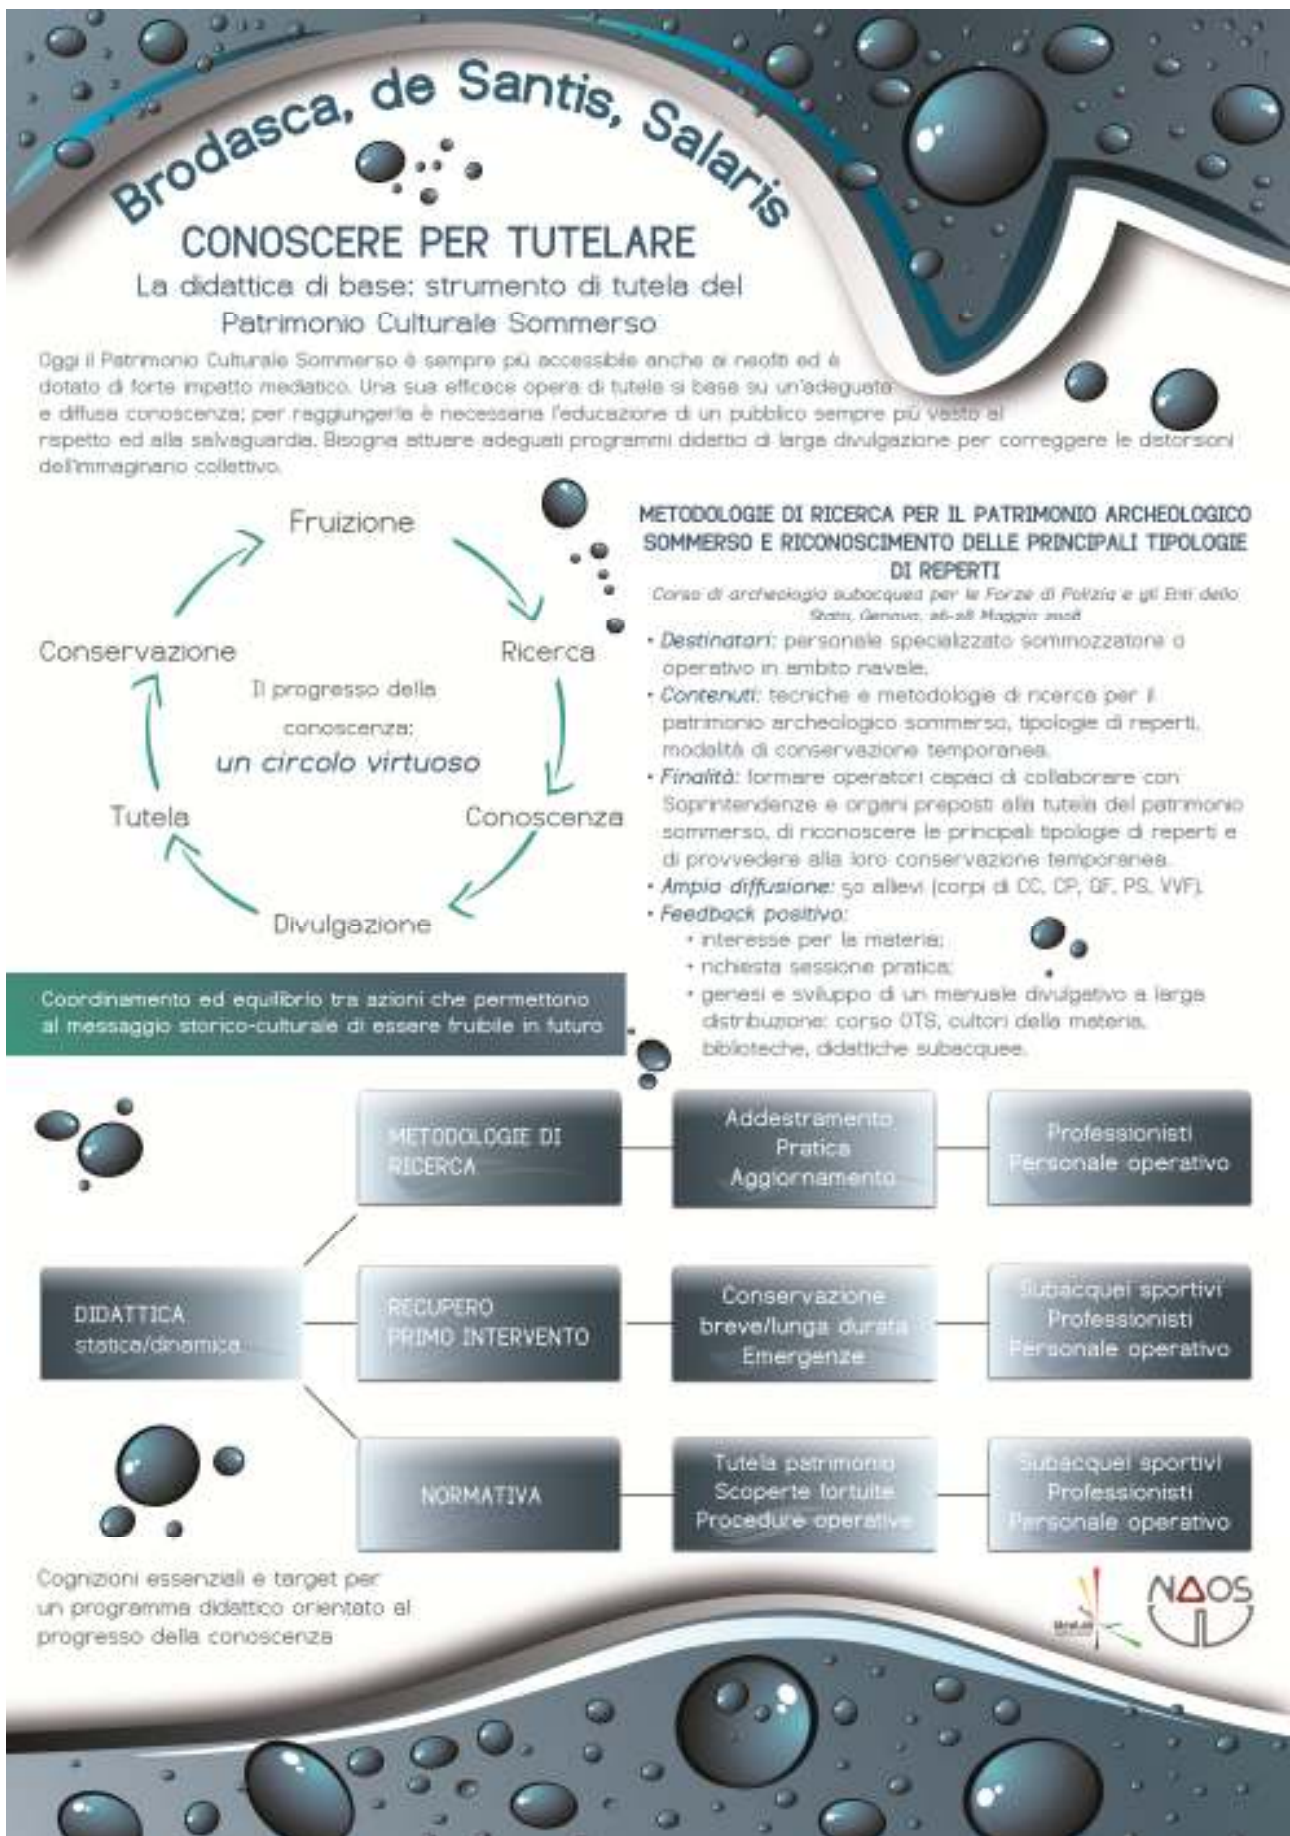 Brodasca, de Santis, Salaris
CONOSCERE PER TUTELARE
La didattica di base: strumento di tutela del
Patrimonio Culturale Sommerso
Oggi il Patrimonio Culturale Sommerso è sempre più accessibile anche ai neofiti ed è
dotato di forte impatto mediatico. Una sua efficace opera di tutela si basa su un'adeguata
e diffusa conoscenza; per raggiungerla è necessaria l'educazione di un pubblico sempre più vasto al
rispetto ed alla salvaguardia. Bisogna attuare adeguati programmi didattici di larga divulgazione per correggere le distorsioni
dell'immaginario collettivo.
Fruizione
Ricerca
Conoscenza
Divulgazione
Tutela
Conservazione
Il progresso della
conoscenza:
un circolo virtuoso
Coordinamento ed equilibrio tra azioni che permettono
al messaggio storico-culturale di essere fruibile in futuro
METODOLOGIE DI RICERCA PER IL PATRIMONIO ARCHEOLOGICO
SOMMERSO E RICONOSCIMENTO DELLE PRINCIPALI TIPOLOGIE
DI REPERTI
Corso di archeologia subacquea per le Forze di Polizia e gli Enti dello
Stato, Genova, 26-28 Maggio 2008
• Destinatari: personale specializzato sommozzatore o
operativo in ambito navale.
• Contenuti: tecniche e metodologie di ricerca per il
patrimonio archeologico sommerso, tipologie di reperti,
modalità di conservazione temporanea.
• Finalità: formare operatori capaci di collaborare con
Soprintendenze e organi preposti alla tutela del patrimonio
sommerso, di riconoscere le principali tipologie di reperti e
di provvedere alla loro conservazione temporanea.
• Ampia diffusione: 50 allievi (corpi di CC, CP, GF, PS, VVF).
• Feedback positivo:
• interesse per la materia;
• richiesta sessione pratica;
• genesi e sviluppo di un manuale divulgativo a larga
distribuzione: corso OTS, cultori della materia,
biblioteche, didattiche subacquee.
METODOLOGIE DI
RICERCA
Addestramento
Pratica
Aggiornamento
Professionisti
Personale operativo
DIDATTICA
statica/dinamica
RECUPERO
PRIMO INTERVENTO
Conservazione
breve/lunga durata
Emergenze
Subacquei sportivi
Professionisti
Personale operativo
NORMATIVA
Tutela patrimonio
Scoperte fortuite
Procedure operative
Subacquei sportivi
Professionisti
Personale operativo
Cognizioni essenziali e target per
un programma didattico orientato al
progresso della conoscenza
NAOS